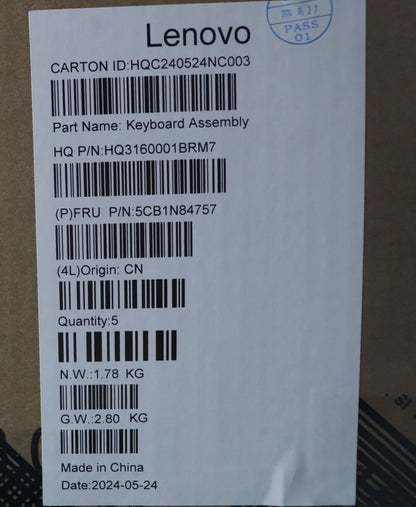 Lenovo
PASS
01
CARTON ID:HQC240524NC003
Part Name: Keyboard Assembly
HQ P/N:HQ3160001BRM7
(P)FRU P/N:5CB1N84757
(4L)Origin: CN
Quantity:5
N.W.:1.78 KG
G.W.:2.80 KG
Made in China
Date:2024-05-24